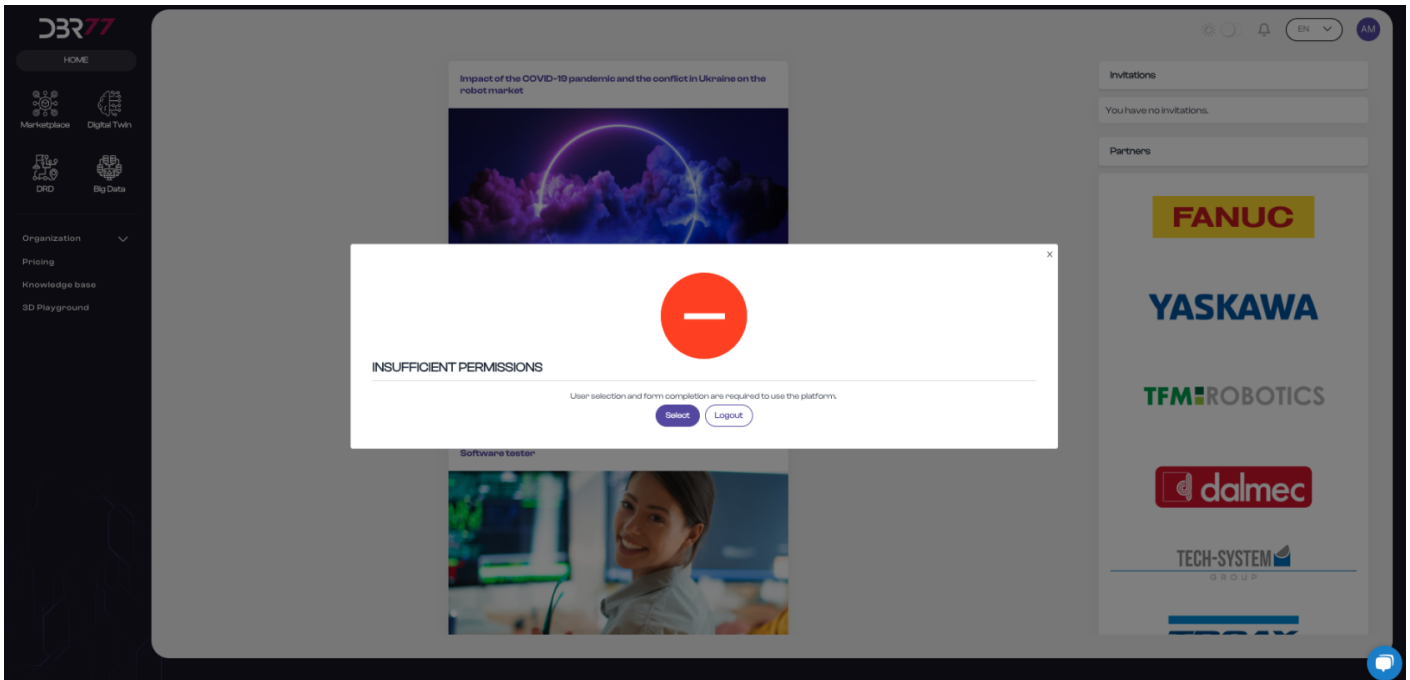 DBR77
HOME
Marketplace
Digital Twin
DRD
Big Data
Organization
Pricing
Knowledge base
3D Playground
EN
AM
Impact of the COVID-19 pandemic and the conflict in Ukraine on the
robot market
INSUFFICIENT PERMISSIONS
User selection and form completion are required to use the platform.
Select
Logout
x
Software tester
Invitations
You have no invitations.
Partners
FANUC
YASKAWA
TFM ROBOTICS
dalmec
TECH-SYSTEM
GROUP